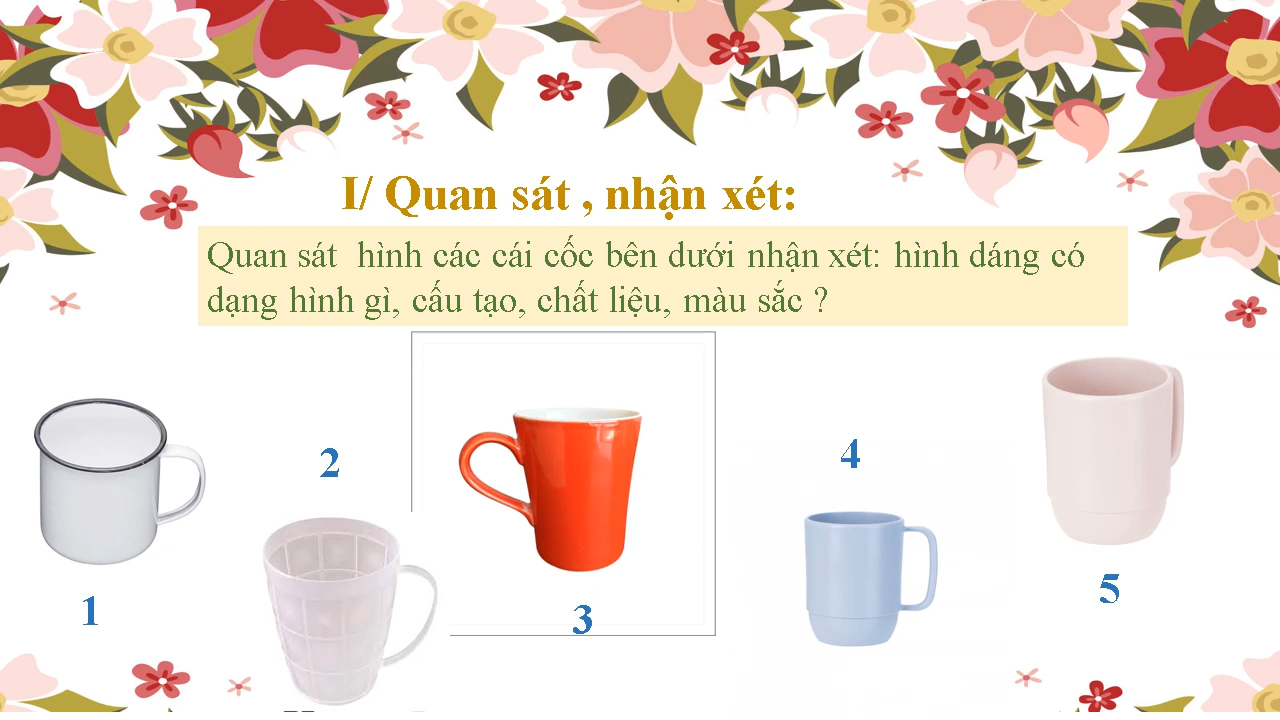 I/ Quan sát , nhận xét:
Quan sát  hình các cái cốc bên dưới nhận xét: hình dáng có
dạng hình gì, cấu tạo, chất liệu, màu sắc ?
1
2
3
4
5